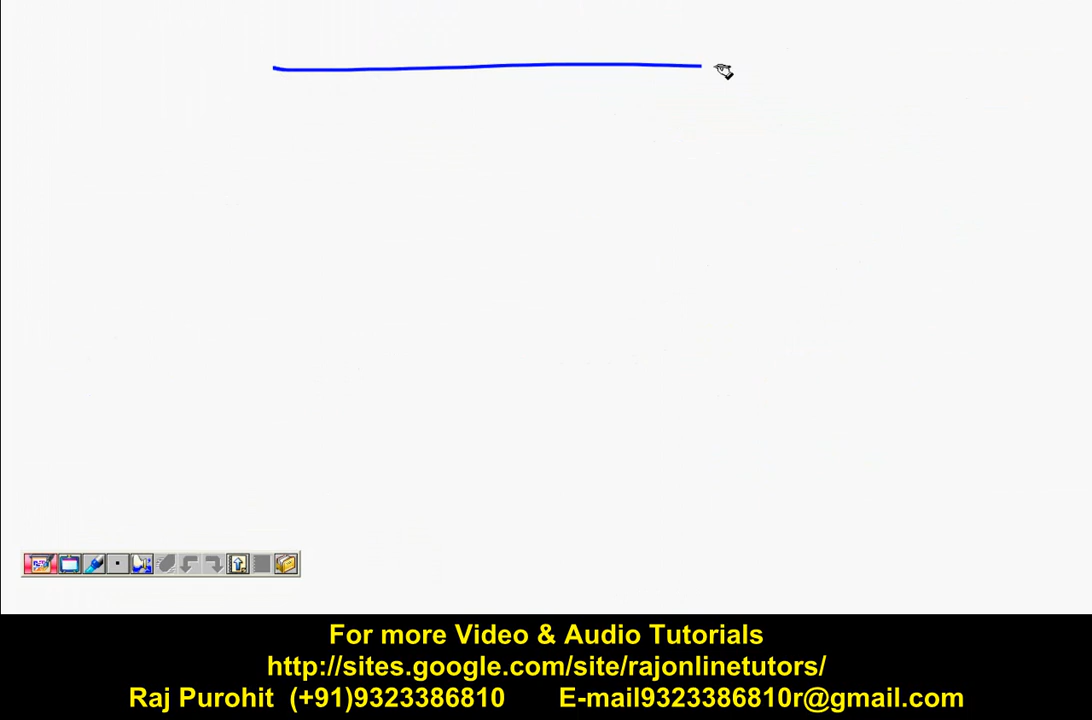 For more Video & Audio Tutorials
http://sites.google.com/site/rajonlinetutors/
Raj Purohit (+91)9323386810 E-mail9323386810r@gmail.com